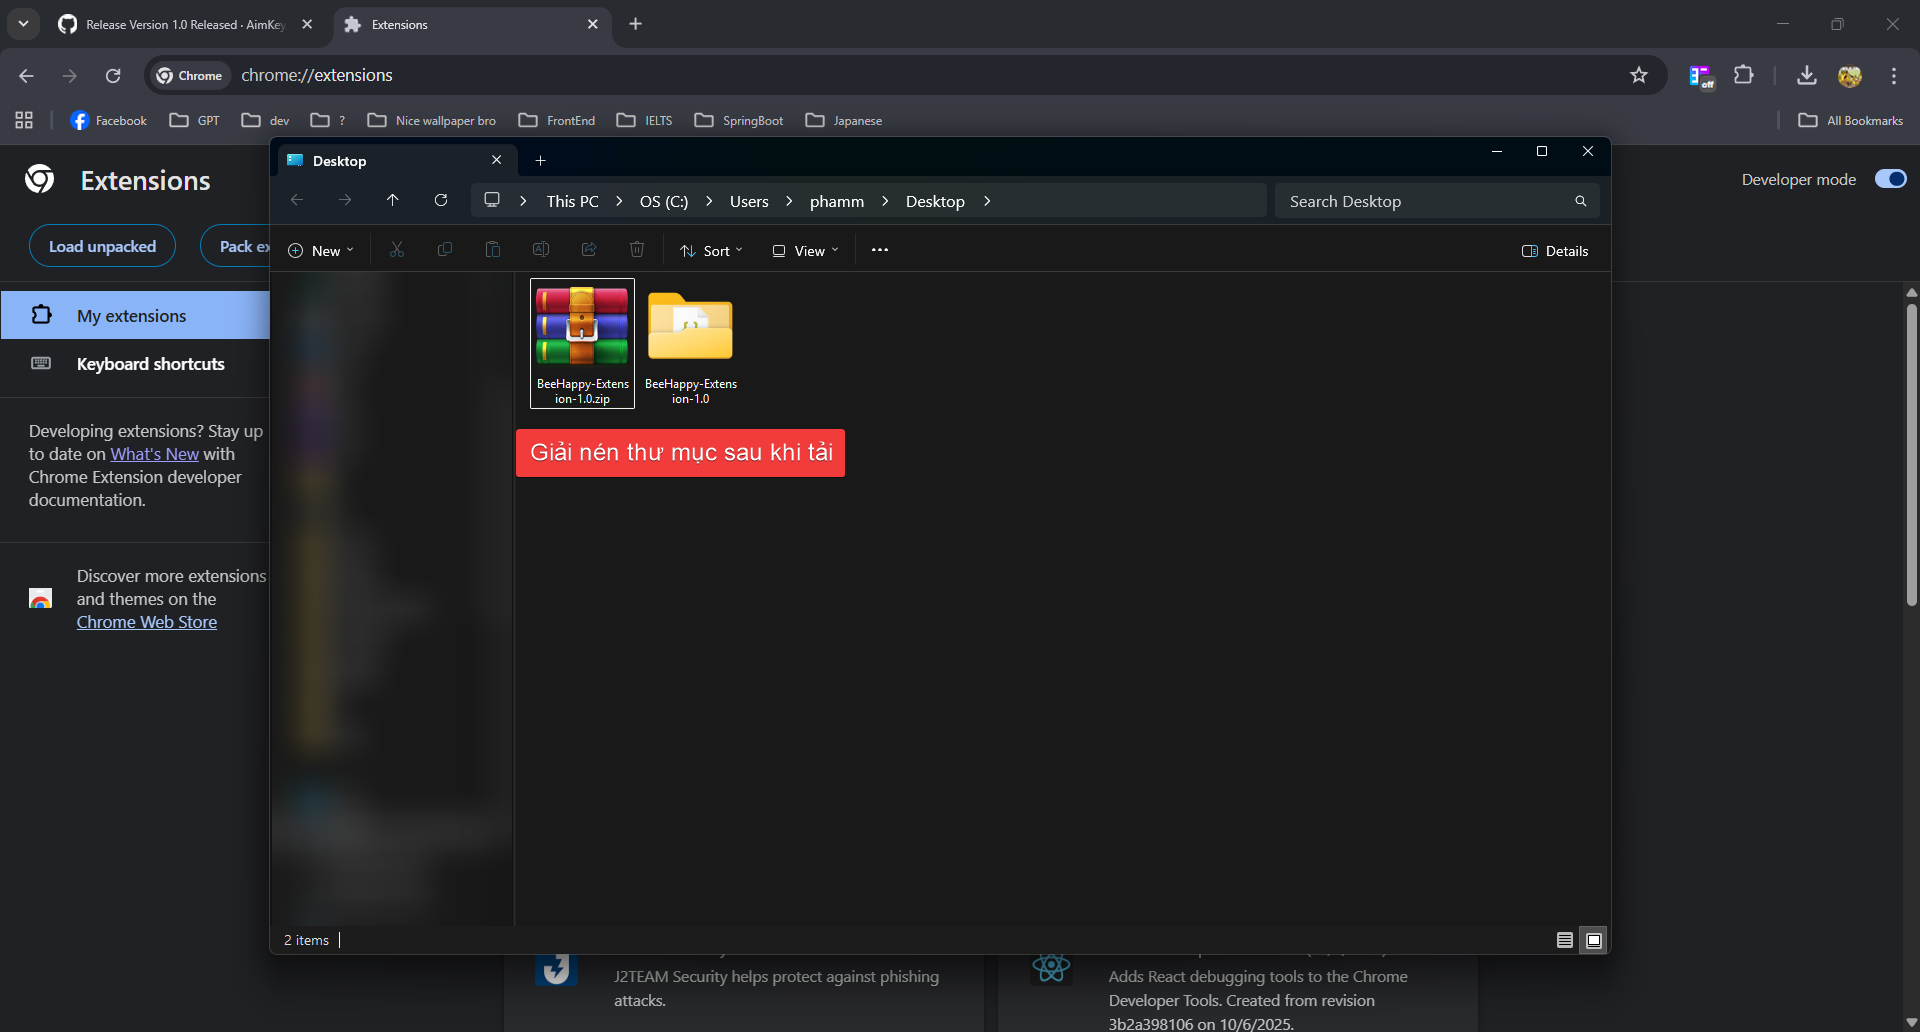 Release Version 1.0 Released · AimKey
Extensions
Chrome
chrome://extensions
off
Facebook
GPT
dev
?
Nice wallpaper bro
FrontEnd
IELTS
SpringBoot
Japanese
All Bookmarks
Extensions
Developer mode
Load unpacked
Pack ex
My extensions
Keyboard shortcuts
Developing extensions? Stay up
to date on What's New with
Chrome Extension developer
documentation.
Discover more extensions
and themes on the
Chrome Web Store
Desktop
This PC > OS (C:) > Users > phamm > Desktop >
Search Desktop
New
Sort
View
Details
BeeHappy-Extens
ion-1.0.zip
BeeHappy-Extens
ion-1.0
Giải nén thư mục sau khi tải
2 items
J2TEAM Security helps protect against phishing
attacks.
Adds React debugging tools to the Chrome
Developer Tools. Created from revision
3b2a398106 on 10/6/2025.